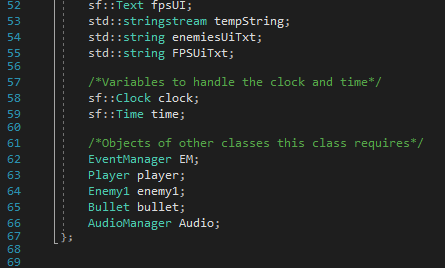 52 sf::Text fpsUI;
53 std::stringstream tempString;
54 std::string enemiesUiTxt;
55 std::string FPSUiTxt;
56
57 /*Variables to handle the clock and time*/
58 sf::Clock clock;
59 sf::Time time;
60
61 /*Objects of other classes this class requires*/
62 EventManager EM;
63 Player player;
64 Enemy1 enemy1;
65 Bullet bullet;
66 AudioManager Audio;
67 };
68
69